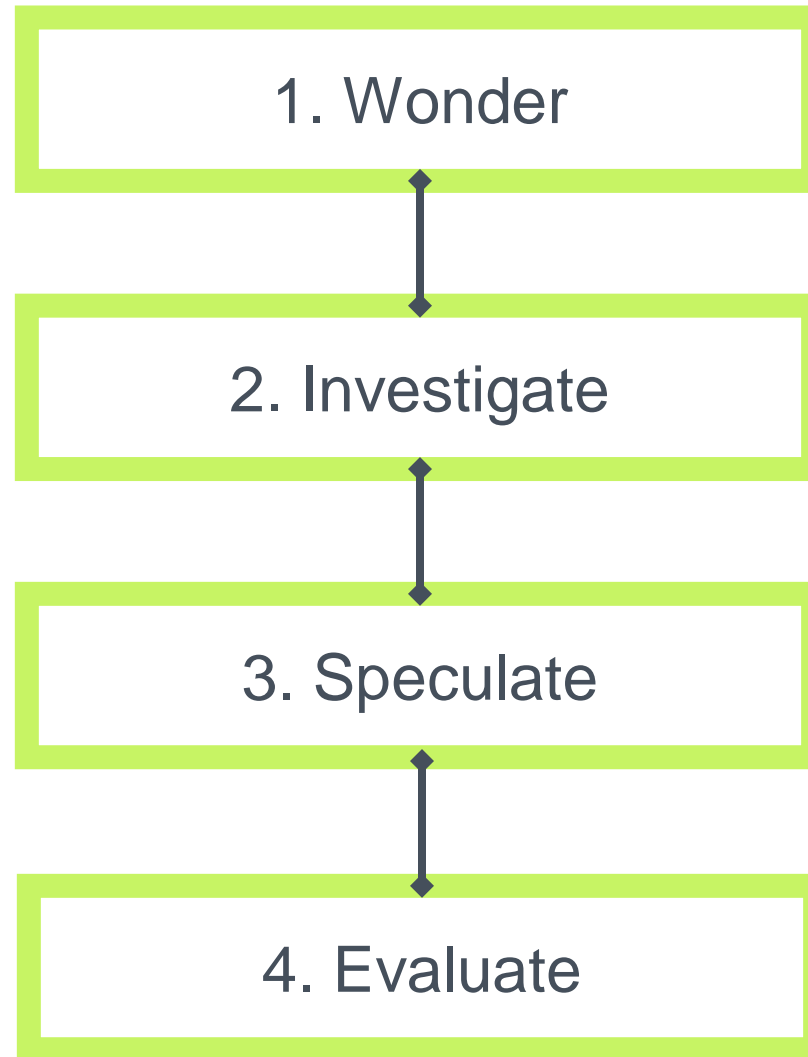 1. Wonder
2. Investigate
3. Speculate
4. Evaluate